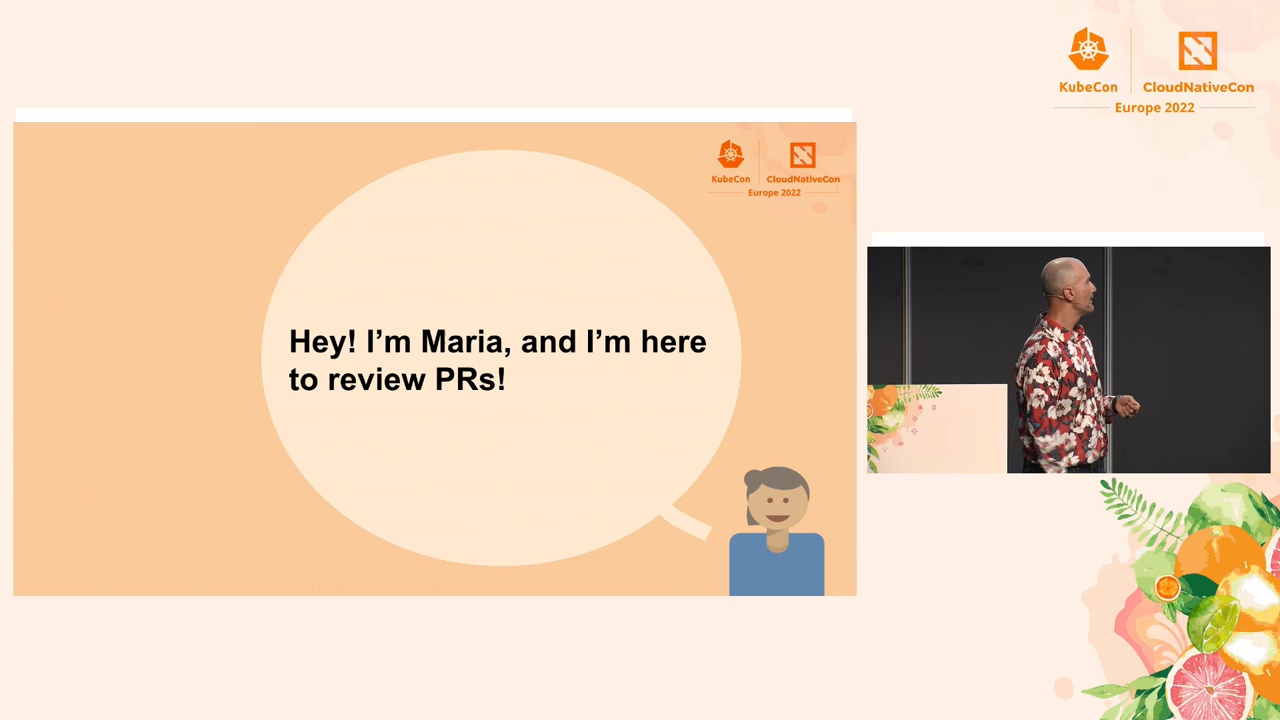 KubeCon
CloudNativeCon
Europe 2022
KubeCon
CloudNativeCon
Europe 2022
Hey! I’m Maria, and I’m here
to review PRs!